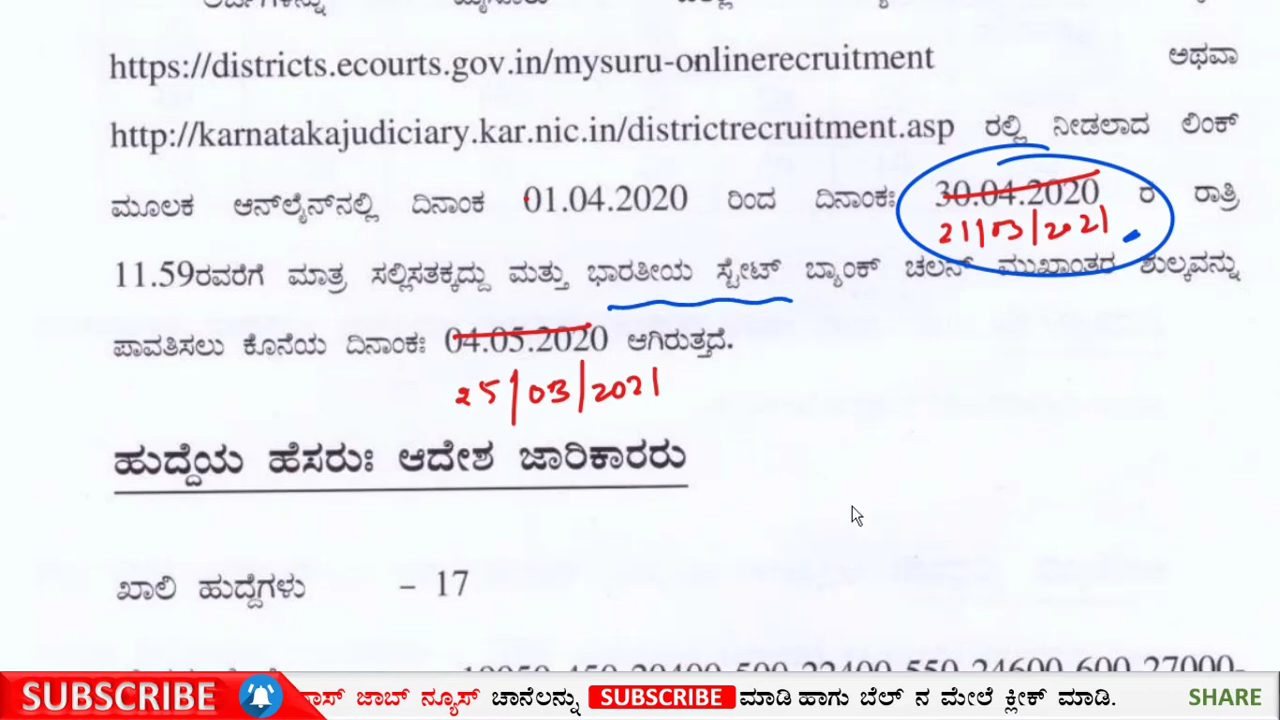 https://districts.ecourts.gov.in/mysuru-onlinerecruitment ಅಥವಾ
http://karnatakajudiciary.kar.nic.in/districtrecruitment.asp ರಲ್ಲಿ ನೀಡಲಾದ ಲಿಂಕ್
ಮೂಲಕ ಆನ್‌ಲೈನ್‌ನಲ್ಲಿ ದಿನಾಂಕ 01.04.2020 ರಿಂದ ದಿನಾಂಕಃ 30.04.2020 ರ ರಾತ್ರಿ
21/03/2021
11.59ರವರೆಗೆ ಮಾತ್ರ ಸಲ್ಲಿಸತಕ್ಕದ್ದು ಮತ್ತು ಭಾರತೀಯ ಸ್ಟೇಟ್ ಬ್ಯಾಂಕ್ ಚಲನ್ ಮುಖಾಂತರ ಶುಲ್ಕವನ್ನು
ಪಾವತಿಸಲು ಕೊನೆಯ ದಿನಾಂಕಃ 04.05.2020 ಆಗಿರುತ್ತದೆ.
25/03/2021
ಹುದ್ದೆಯ ಹೆಸರುಃ ಆದೇಶ ಜಾರಿಕಾರರು
ಖಾಲಿ ಹುದ್ದೆಗಳು – 17
SUBSCRIBE ಜಾಬ್ ನ್ಯೂಸ್ ಚಾನೆಲನ್ನು SUBSCRIBE ಮಾಡಿ ಹಾಗು ಬೆಲ್ ನ ಮೇಲೆ ಕ್ಲೀಕ್ ಮಾಡಿ. SHARE